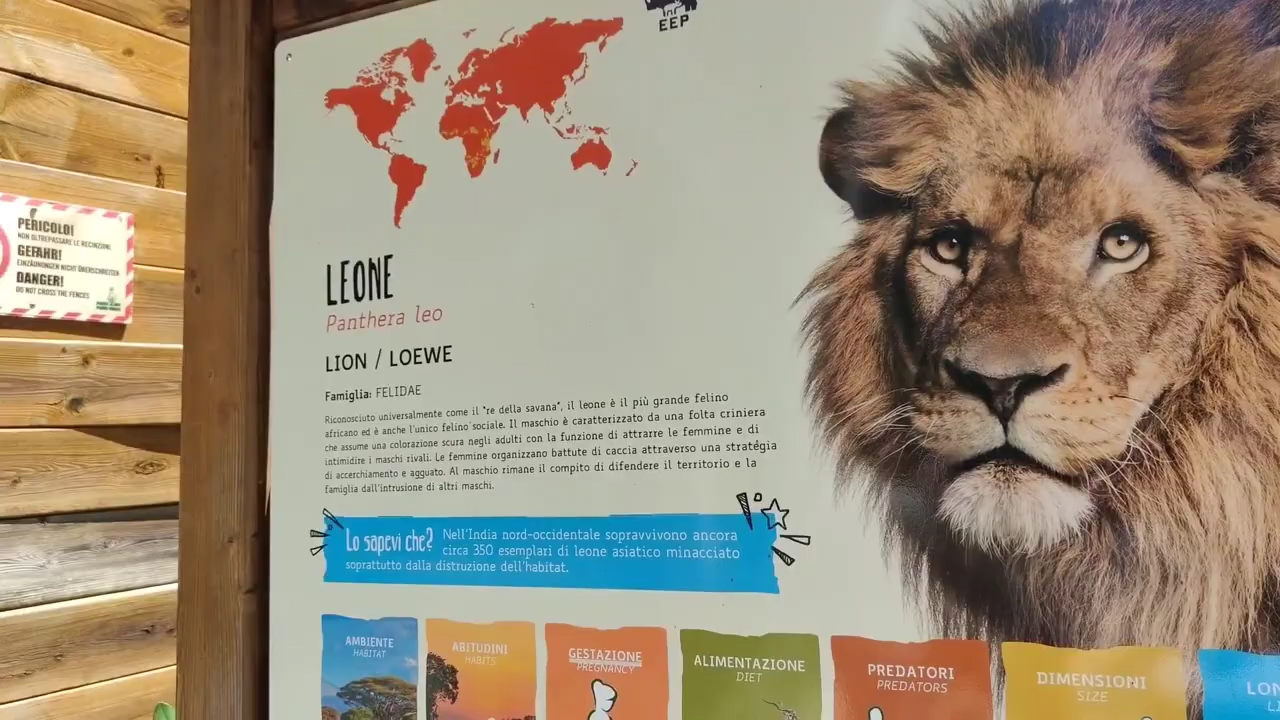 EEP
PERICOLO!
NON OLTREPASSARE LE RECINZIONI
GEFAHR!
EINZÄUNUNGEN NICHT ÜBERSCHREITEN
DANGER!
DO NOT CROSS THE FENCES
LEONE
Panthera leo
LION / LOEWE
Famiglia: FELIDAE
Riconosciuto universalmente come il "re della savana", il leone è il più grande felino
africano ed è anche l'unico felino sociale. Il maschio è caratterizzato da una folta criniera
che assume una colorazione scura negli adulti con la funzione di attrarre le femmine e di
intimidire i maschi rivali. Le femmine organizzano battute di caccia attraverso una stratégia
di accerchiamento e agguato. Al maschio rimane il compito di difendere il territorio e la
famiglia dall'intrusione di altri maschi.
Lo sapevi che? Nell'India nord-occidentale sopravvivono ancora
circa 350 esemplari di leone asiatico minacciato
soprattutto dalla distruzione dell'habitat.
AMBIENTE
HABITAT
ABITUDINI
HABITS
GESTAZIONE
PREGNANCY
ALIMENTAZIONE
DIET
PREDATORI
PREDATORS
DIMENSIONI
SIZE